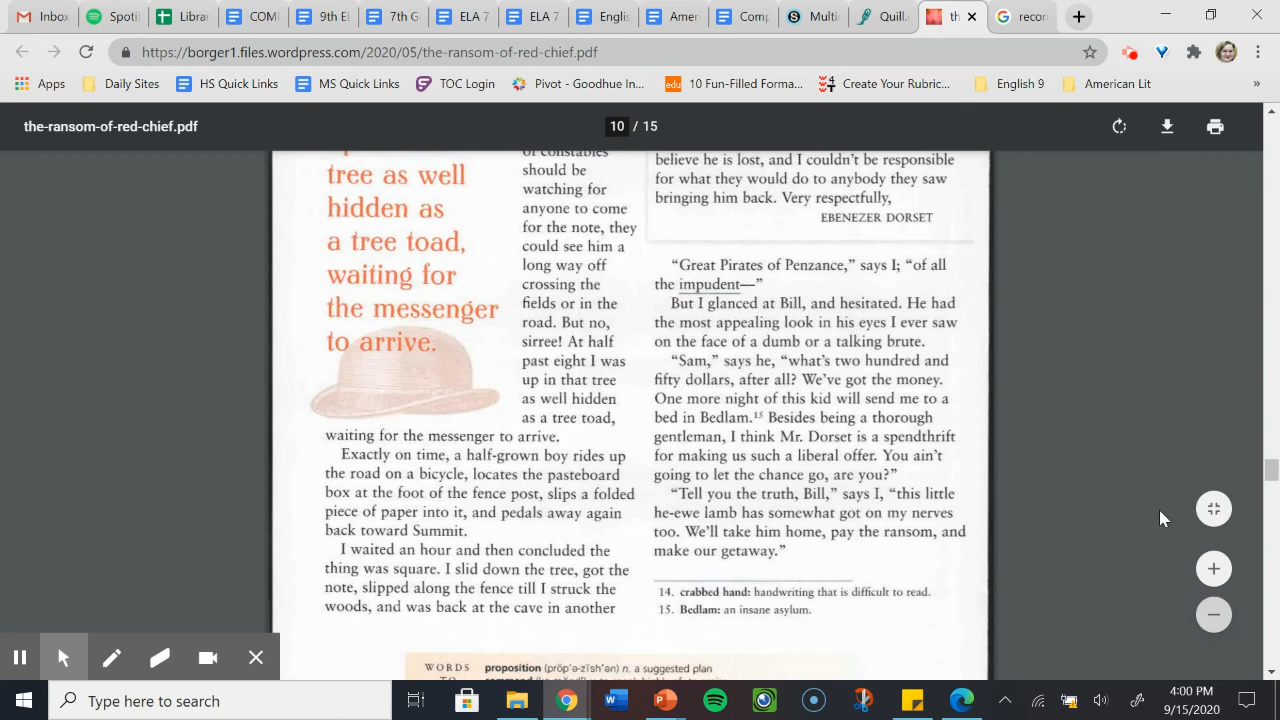 Inbox
Spotif
Librar
COMI
9th El
7th G
ELA 7
ELA 7
Englis
Amer
Comp
Multi
Quill.
th
recor
https://borger1.files.wordpress.com/2020/05/the-ransom-of-red-chief.pdf
Apps
Daily Sites
HS Quick Links
MS Quick Links
TOC Login
Pivot - Goodhue In...
10 Fun-Filled Forma...
Create Your Rubric...
English 9
American Lit
»
the-ransom-of-red-chief.pdf
10 / 15
tree as well
hidden as
a tree toad,
waiting for
the messenger
to arrive.
of constables
should be
watching for
anyone to come
for the note, they
could see him a
long way off
crossing the
fields or in the
road. But no,
sirree! At half
past eight I was
up in that tree
as well hidden
as a tree toad,
waiting for the messenger to arrive.
Exactly on time, a half-grown boy rides up
the road on a bicycle, locates the pasteboard
box at the foot of the fence post, slips a folded
piece of paper into it, and pedals away again
back toward Summit.
I waited an hour and then concluded the
thing was square. I slid down the tree, got the
note, slipped along the fence till I struck the
woods, and was back at the cave in another
believe he is lost, and I couldn't be responsible
for what they would do to anybody they saw
bringing him back. Very respectfully,
EBENEZER DORSET
“Great Pirates of Penzance,” says I; “of all
the impudent—”
But I glanced at Bill, and hesitated. He had
the most appealing look in his eyes I ever saw
on the face of a dumb or a talking brute.
“Sam,” says he, “what's two hundred and
fifty dollars, after all? We've got the money.
One more night of this kid will send me to a
bed in Bedlam.15 Besides being a thorough
gentleman, I think Mr. Dorset is a spendthrift
for making us such a liberal offer. You ain't
going to let the chance go, are you?”
“Tell you the truth, Bill,” says I, “this little
he-ewe lamb has somewhat got on my nerves
too. We'll take him home, pay the ransom, and
make our getaway.”
14. crabbed hand: handwriting that is difficult to read.
15. Bedlam: an insane asylum.
WORDS
proposition (prŏp'ə-zĭsh'ən) n. a suggested plan
Type here to search
4:00 PM
9/15/2020